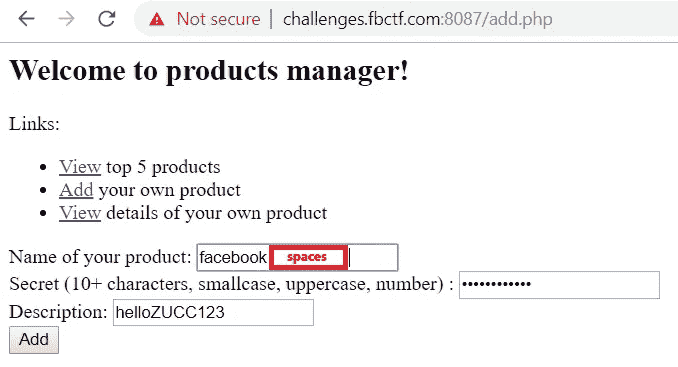 Not secure | challenges.fbctf.com:8087/add.php
Welcome to products manager!
Links:
• View top 5 products
• Add your own product
• View details of your own product
Name of your product: facebook spaces
Secret (10+ characters, smallcase, uppercase, number) : ••••••••••••
Description: helloZUCC123
Add